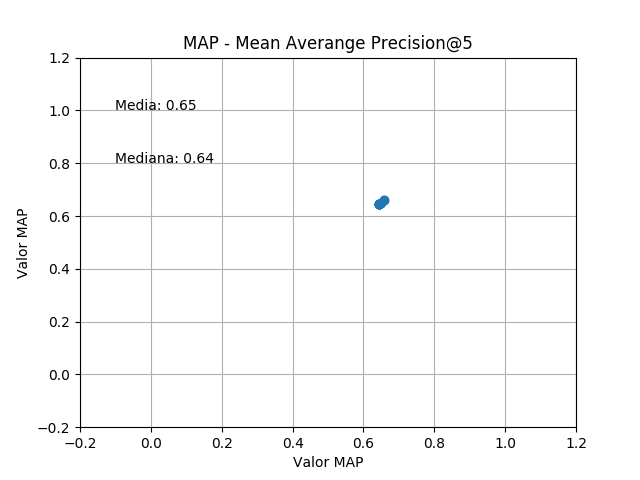 MAP - Mean Averange Precision@5
1.2
1.0
0.8
0.6
0.4
0.2
0.0
−0.2
Valor MAP
Media: 0.65
Mediana: 0.64
−0.2 0.0 0.2 0.4 0.6 0.8 1.0 1.2
Valor MAP